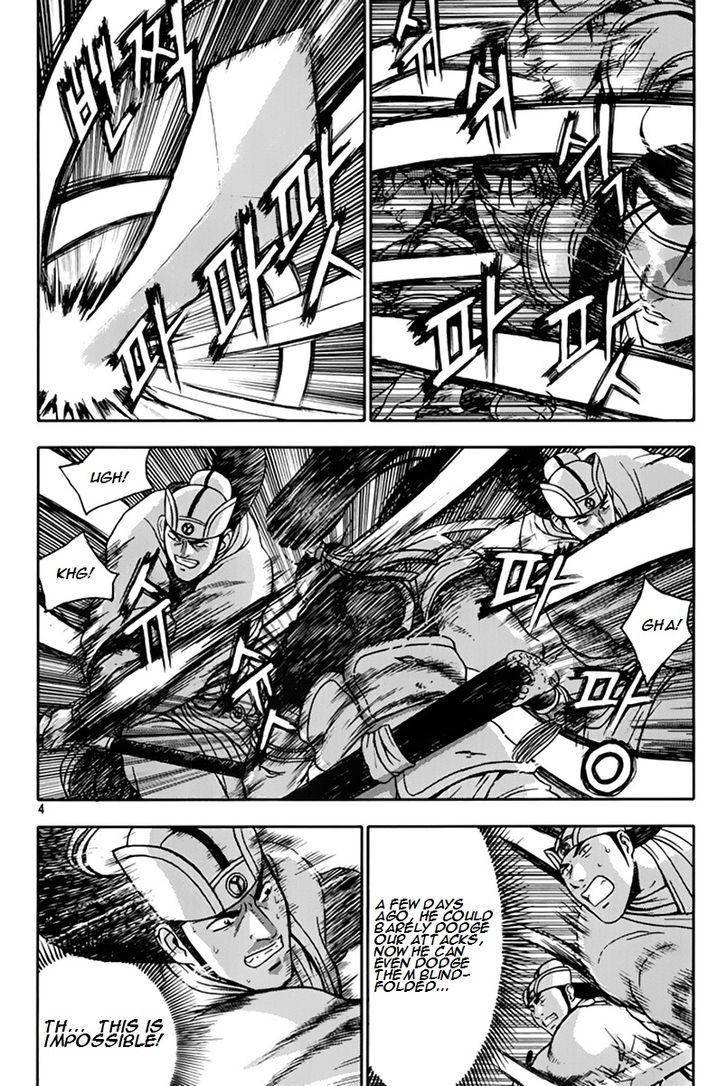 번쩍
파
파
파
슈
슉
슈
파
파
파
UGH!
KHG!
슈
슈
파
파
GHA!
4
TH... THIS IS
IMPOSSIBLE!
A FEW DAYS
AGO, HE COULD
BARELY DODGE
OUR ATTACKS,
NOW HE CAN
EVEN DODGE
THEM BLIND-
FOLDED...